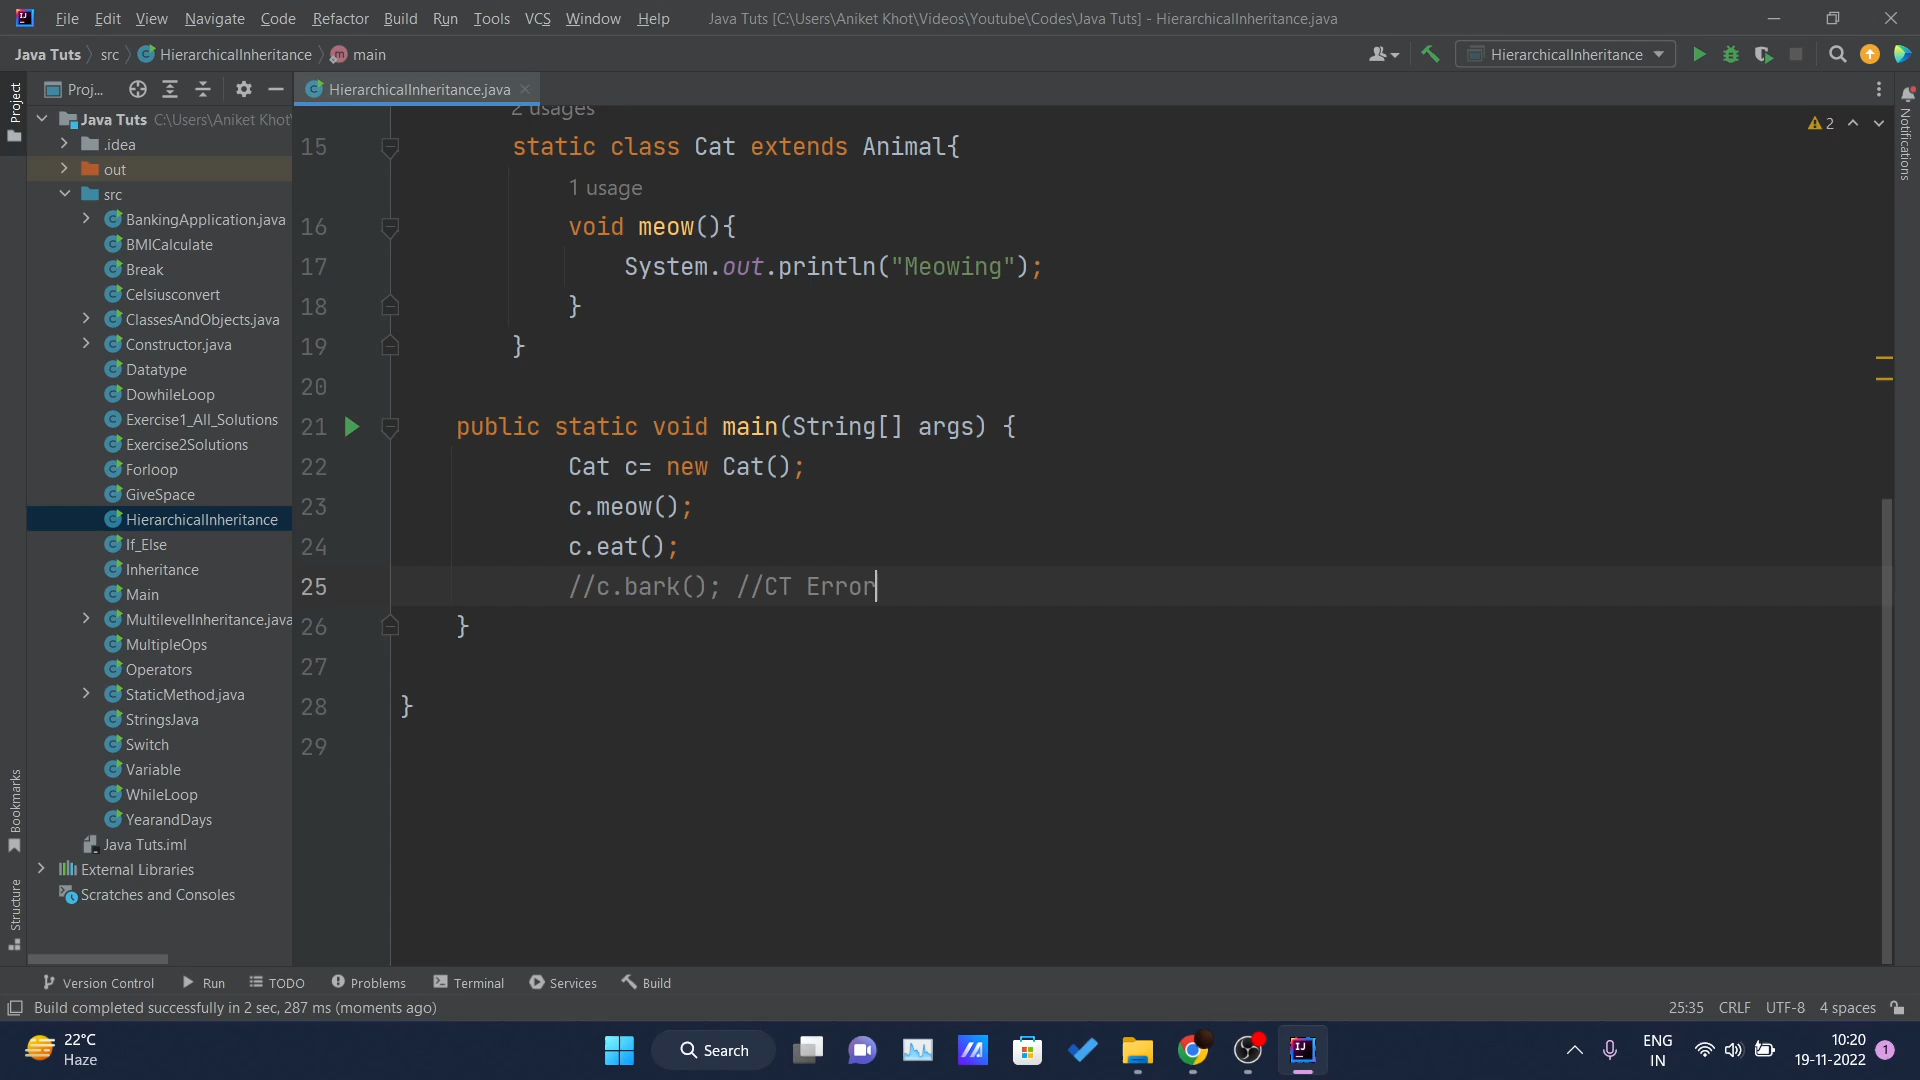 File Edit View Navigate Code Refactor Build Run Tools VCS Window Help Java Tuts [C:\Users\Aniket Khot\Videos\Youtube\Codes\Java Tuts] - HierarchicalInheritance.java
Java Tuts src HierarchicalInheritance main HierarchicalInheritance
Project
Proj...
HierarchicalInheritance.java
Java Tuts C:\Users\Aniket Khot\
.idea
out
src
BankingApplication.java
BMICalculate
Break
Celsiusconvert
ClassesAndObjects.java
Constructor.java
Datatype
DowhileLoop
Exercise1_All_Solutions
Exercise2Solutions
Forloop
GiveSpace
HierarchicalInheritance
If_Else
Inheritance
Main
MultilevelInheritance.java
MultipleOps
Operators
StaticMethod.java
StringsJava
Switch
Variable
WhileLoop
YearandDays
Java Tuts.iml
External Libraries
Scratches and Consoles
Bookmarks
Structure
2 usages
15 static class Cat extends Animal{
1 usage
16 void meow(){
17 System.out.println("Meowing");
18 }
19 }
20
21 public static void main(String[] args) {
22 Cat c= new Cat();
23 c.meow();
24 c.eat();
25 //c.bark(); //CT Error
26 }
27
28 }
29
2
Notifications
Version Control Run TODO Problems Terminal Services Build
Build completed successfully in 2 sec, 287 ms (moments ago) 25:35 CRLF UTF-8 4 spaces
22°C
Haze
Search
ENG
IN
10:20
19-11-2022
1